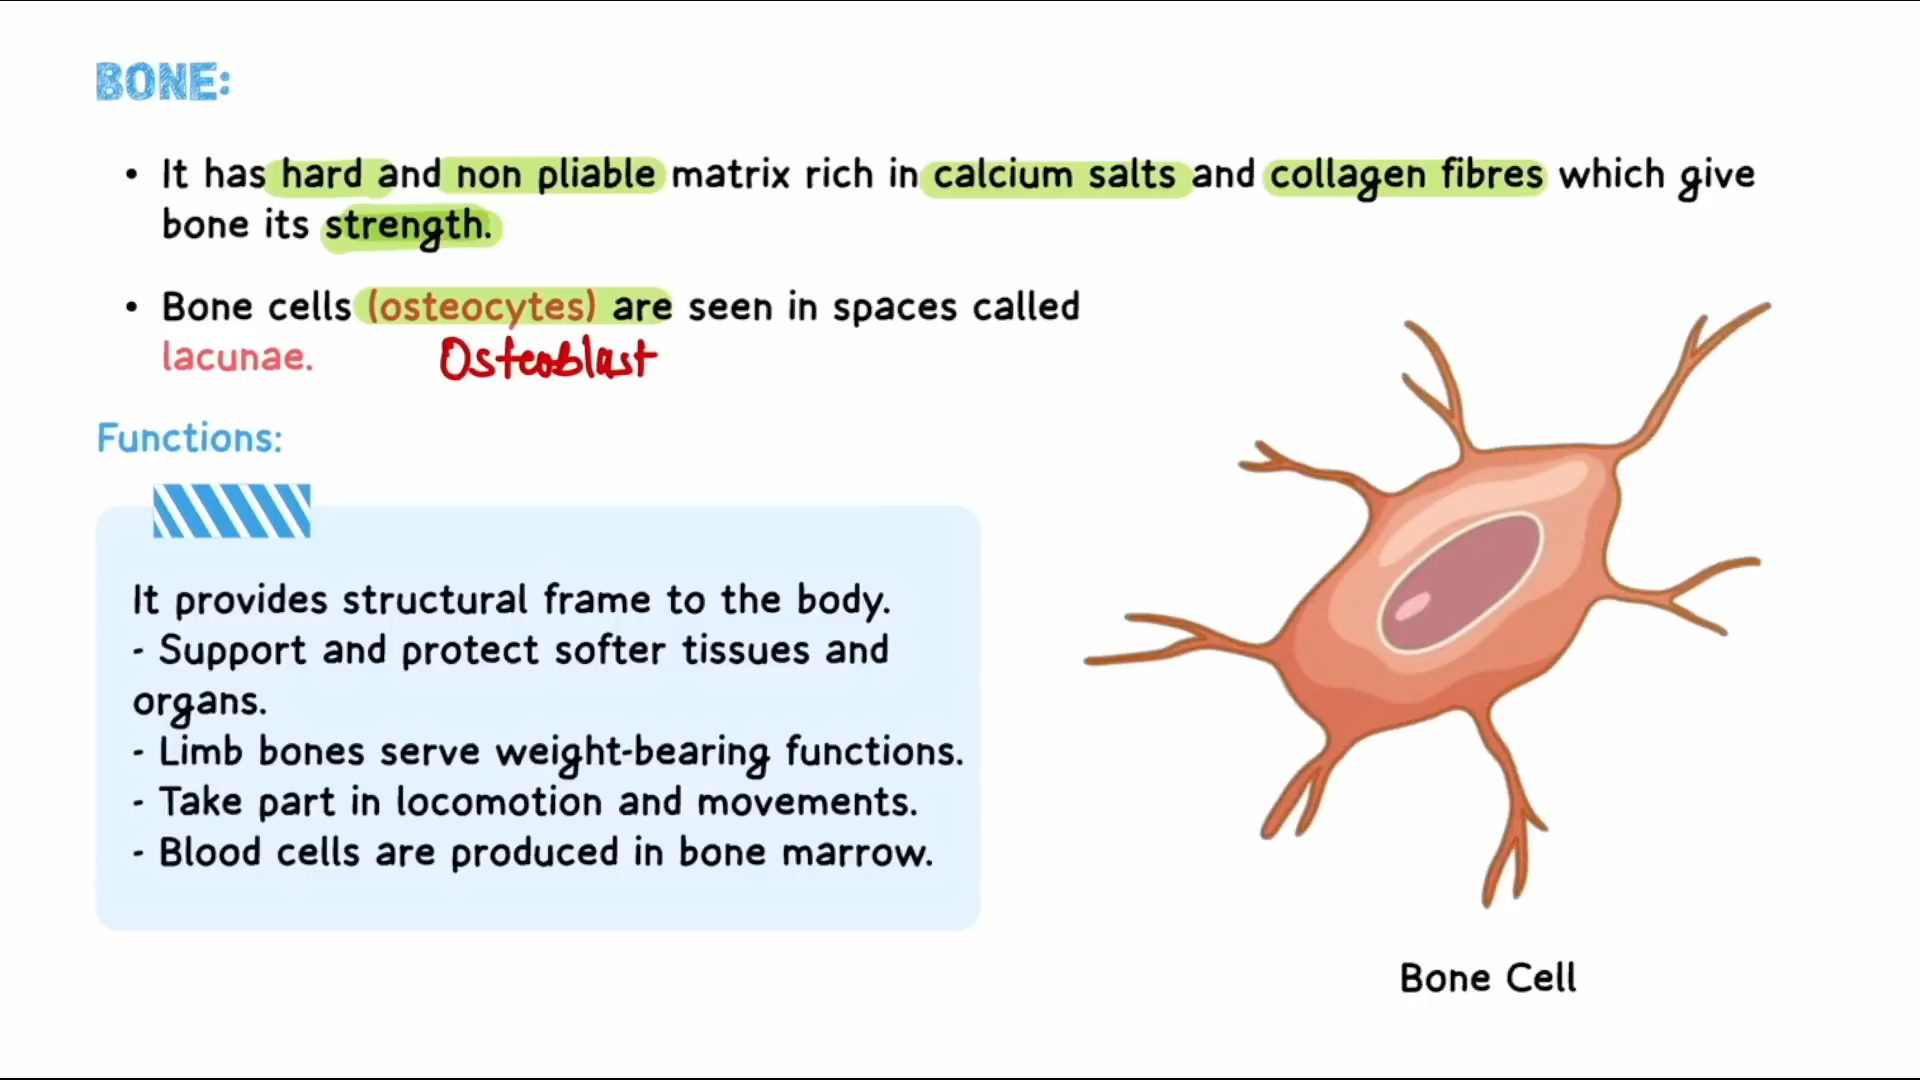 BONE:
• It has hard and non pliable matrix rich in calcium salts and collagen fibres which give
bone its strength.
• Bone cells (osteocytes) are seen in spaces called
lacunae.
Osteoblast
Functions:
It provides structural frame to the body.
- Support and protect softer tissues and
organs.
- Limb bones serve weight-bearing functions.
- Take part in locomotion and movements.
- Blood cells are produced in bone marrow.
Bone Cell